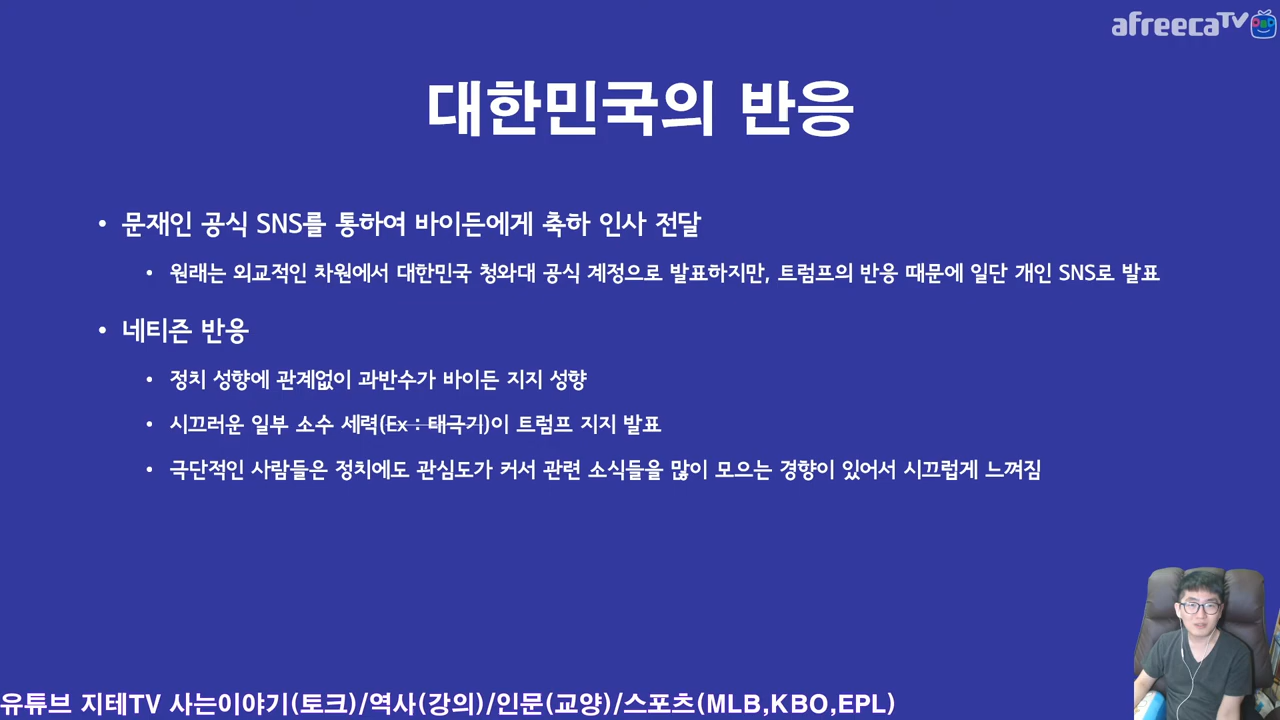 afreecaTV
대한민국의 반응
• 문재인 공식 SNS를 통하여 바이든에게 축하 인사 전달
• 원래는 외교적인 차원에서 대한민국 청와대 공식 계정으로 발표하지만, 트럼프의 반응 때문에 일단 개인 SNS로 발표
• 네티즌 반응
• 정치 성향에 관계없이 과반수가 바이든 지지 성향
• 시끄러운 일부 소수 세력(Ex : 태극기)이 트럼프 지지 발표
• 극단적인 사람들은 정치에도 관심도가 커서 관련 소식들을 많이 모으는 경향이 있어서 시끄럽게 느껴짐
유튜브 지테TV 사는이야기(토크)/역사(강의)/인문(교양)/스포츠(MLB,KBO,EPL)